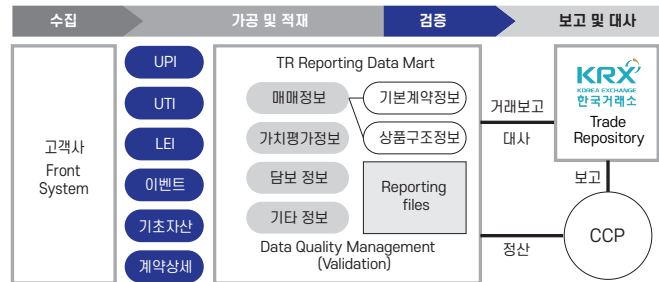 수집
가공 및 적재
검증
보고 및 대사
고객사
Front
System
UPI
UTI
LEI
이벤트
기초자산
계약상세
TR Reporting Data Mart
매매정보
기본계약정보
가치평가정보
상품구조정보
담보 정보
기타 정보
Reporting
files
Data Quality Management
(Validation)
거래보고
대사
정산
KRX
KOREA EXCHANGE
한국거래소
Trade
Repository
보고
CCP